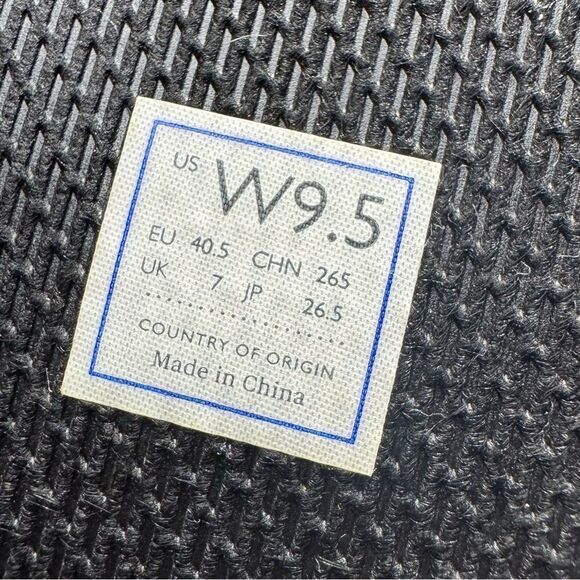 US W9.5
EU 40.5 CHN 265
UK 7 JP 26.5
COUNTRY OF ORIGIN
Made in China